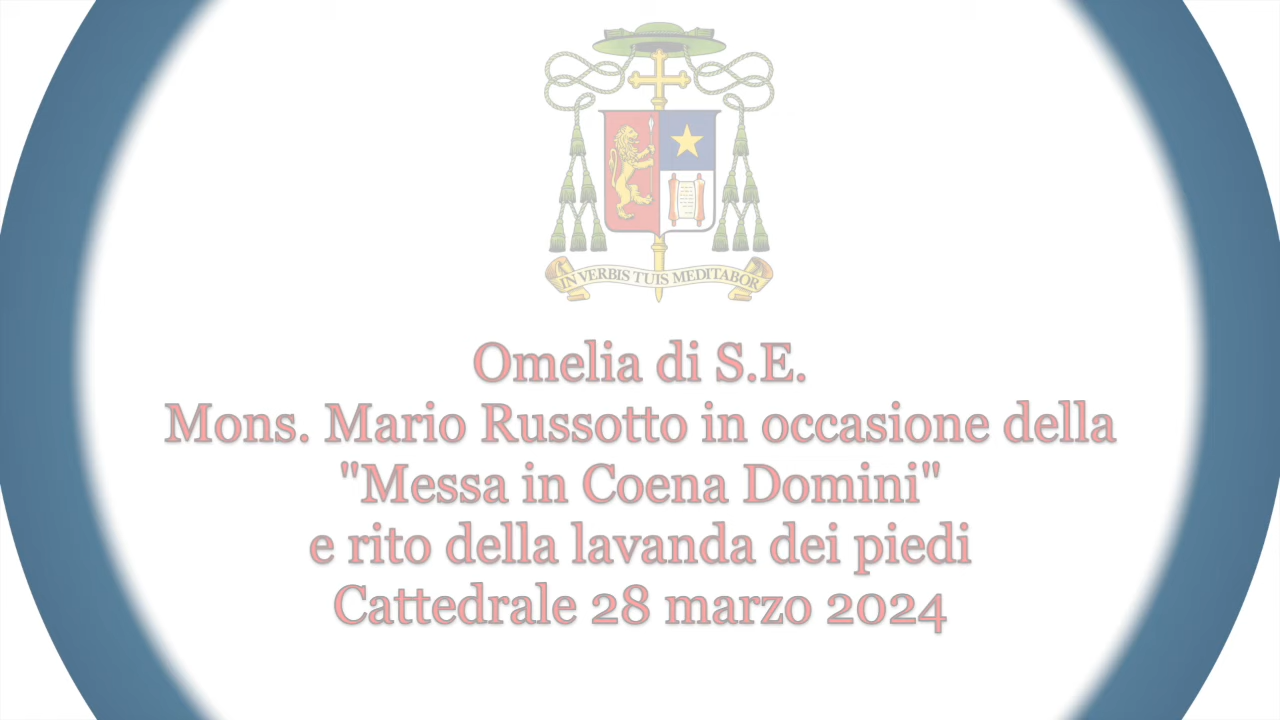 IN VERBIS TUIS MEDITABOR
Omelia di S.E.
Mons. Mario Russotto in occasione della
"Messa in Coena Domini"
e rito della lavanda dei piedi
Cattedrale 28 marzo 2024